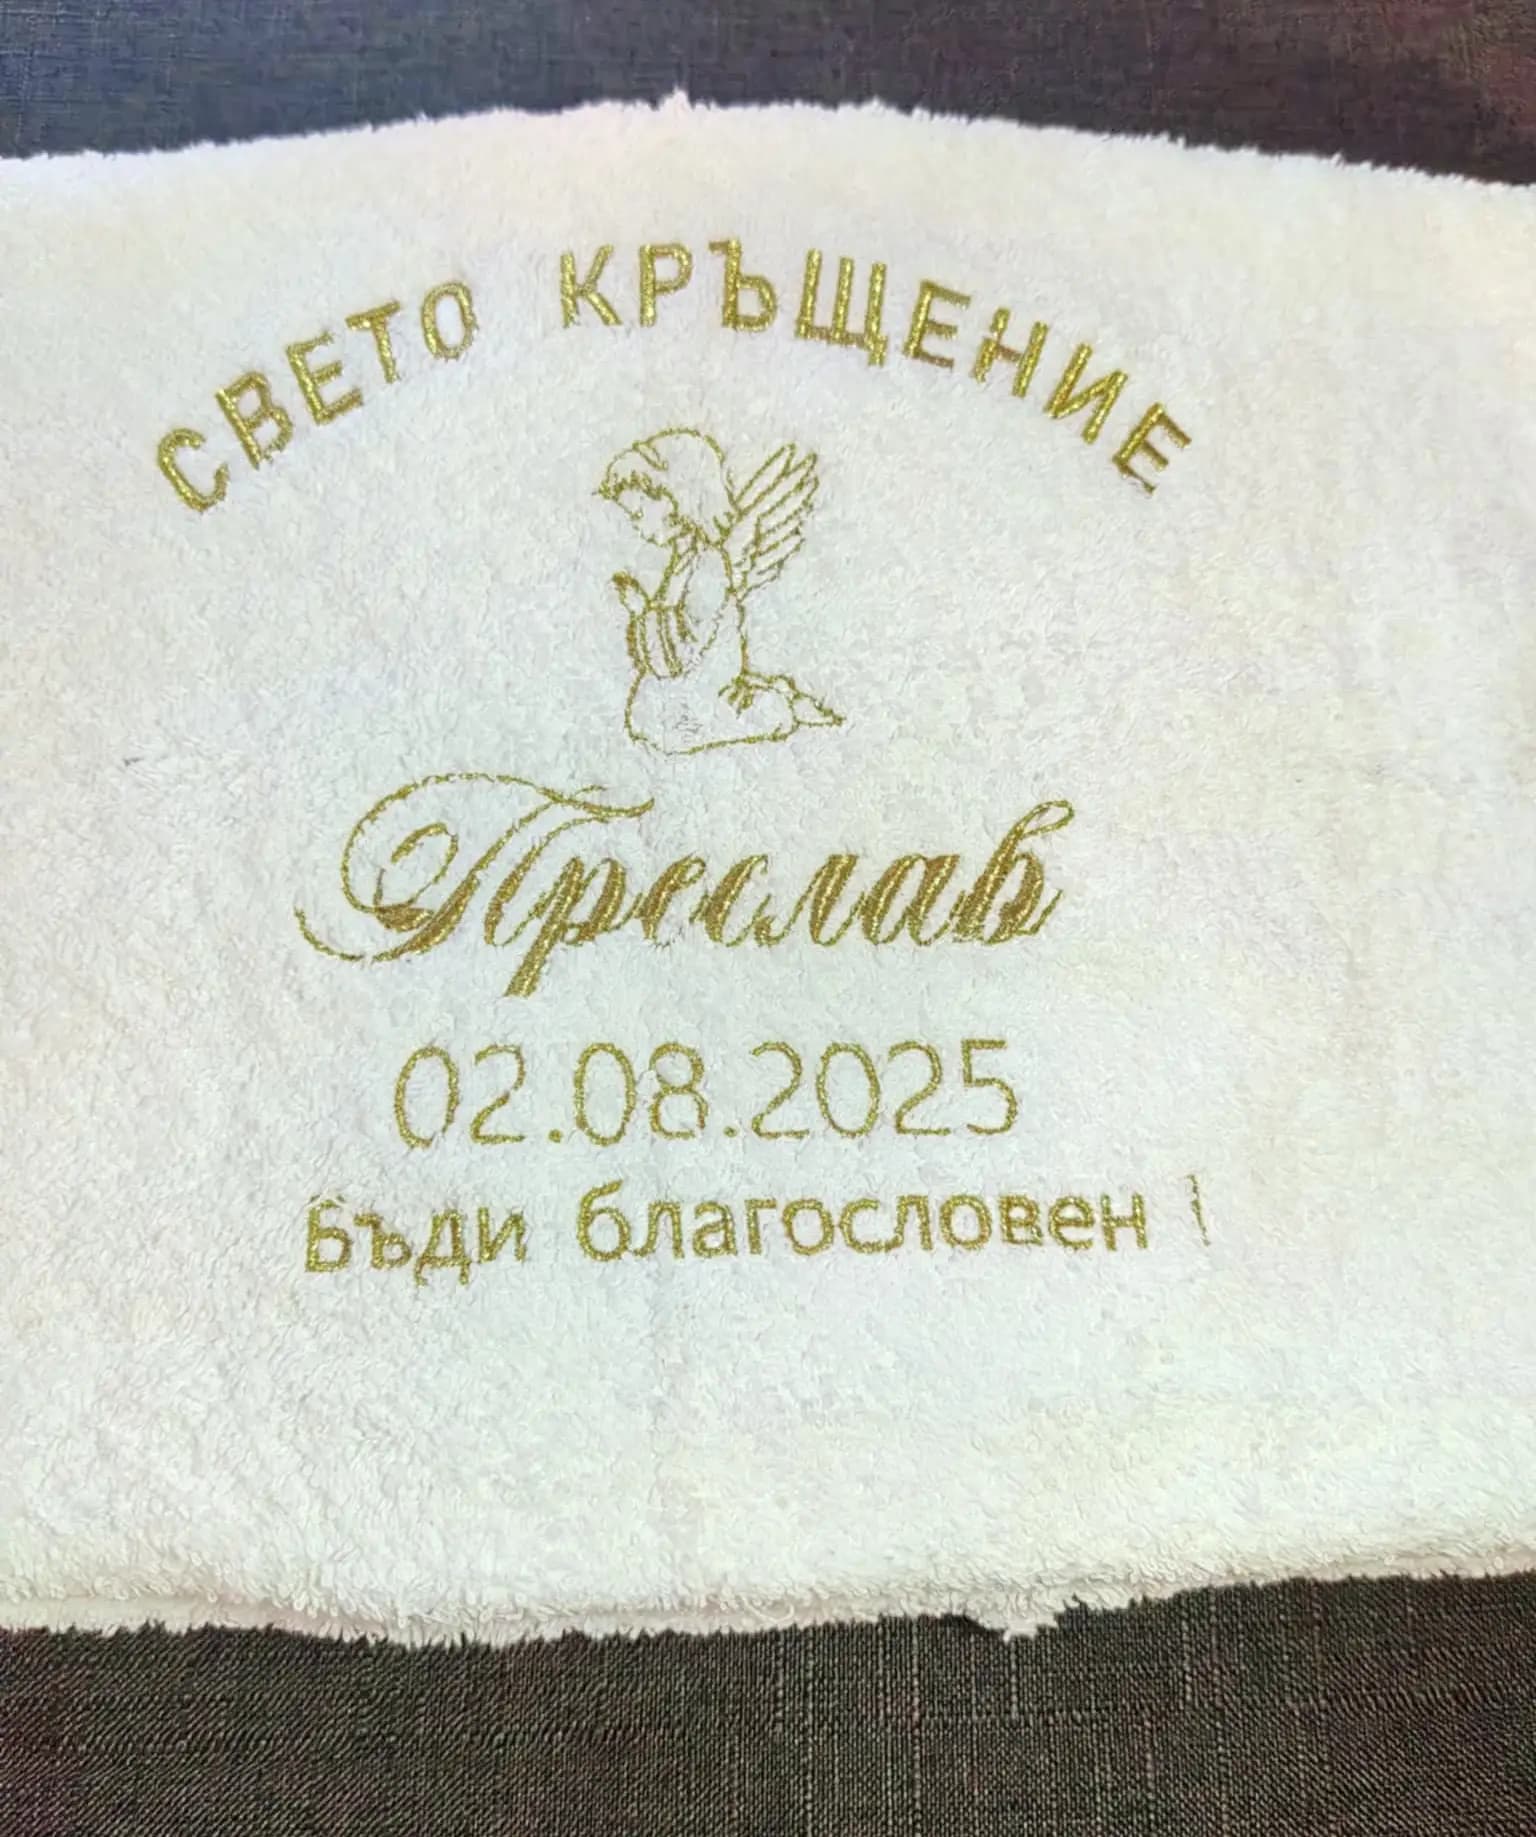 СВЕТО КРЪЩЕНИЕ
Преслав
02.08.2025
Бъди благословен !